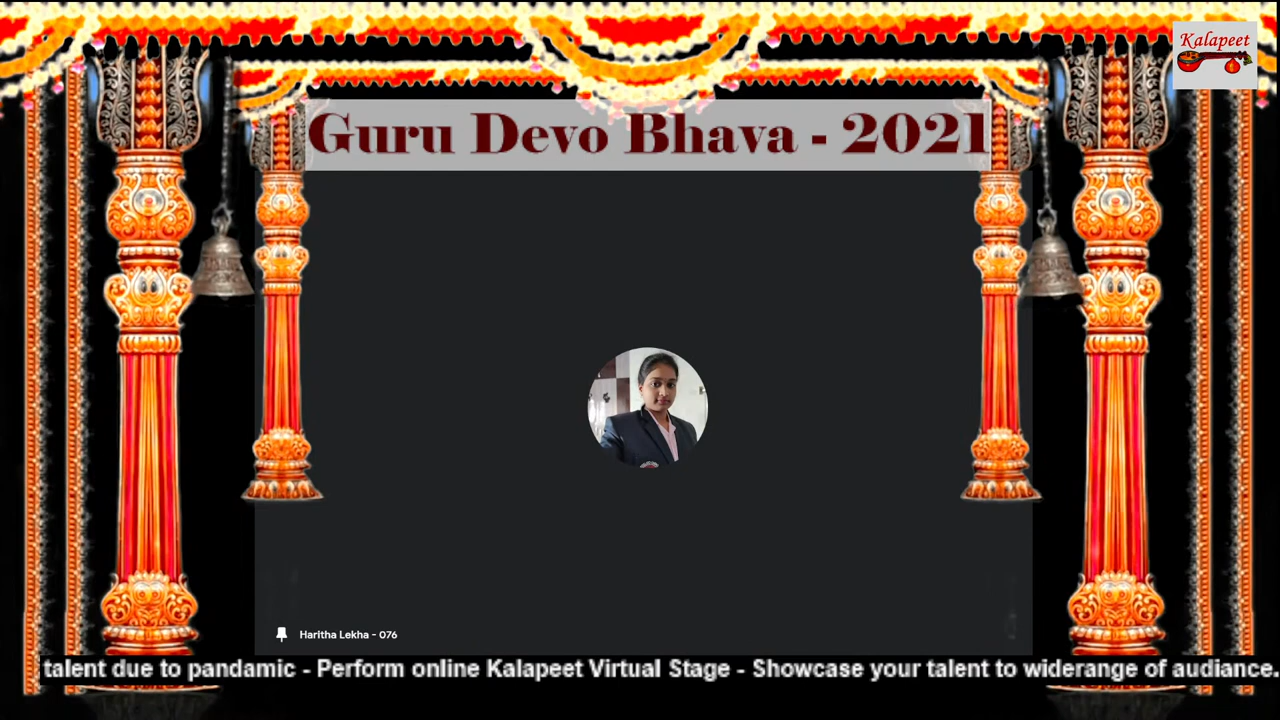 Kalapeet
Guru Devo Bhava - 2021
Haritha Lekha - 076
talent due to pandamic - Perform online Kalapeet Virtual Stage - Showcase your talent to widerange of audiance.